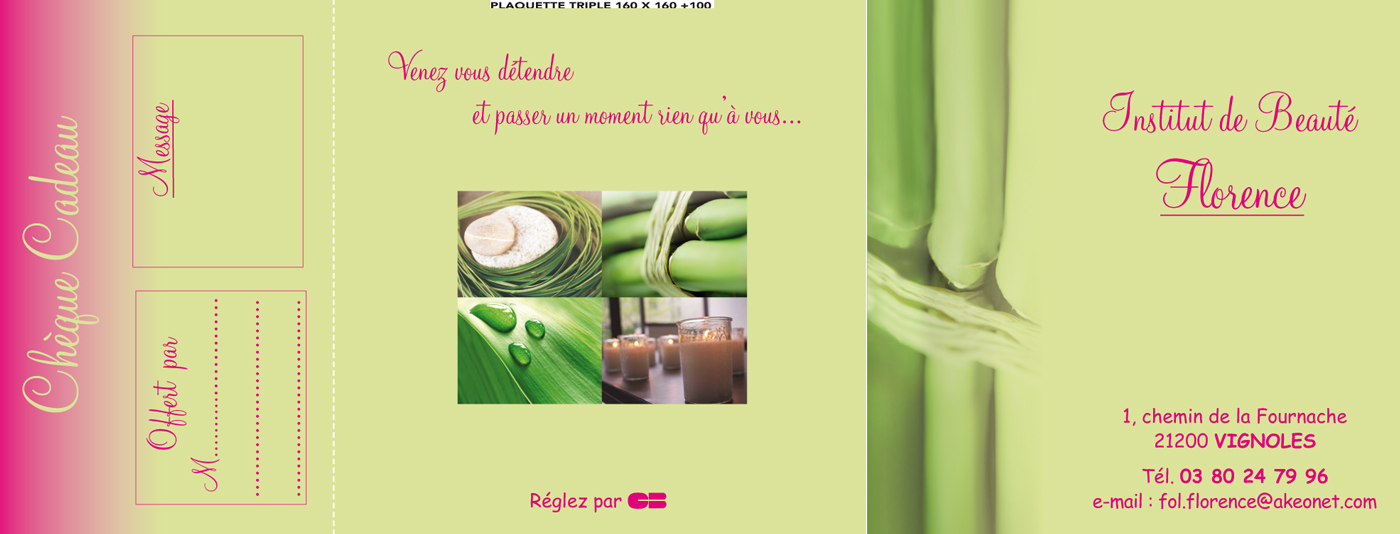 PLAQUETTE TRIPLE 160 X 160 +100
Chèque Cadeau
Message
Offert par
M
Venez vous détendre
et passer un moment rien qu'à vous...
Réglez par CB
Institut de Beauté
Florence
1, chemin de la Fournache
21200 VIGNOLES
Tél. 03 80 24 79 96
e-mail : fol.florence@akeonet.com